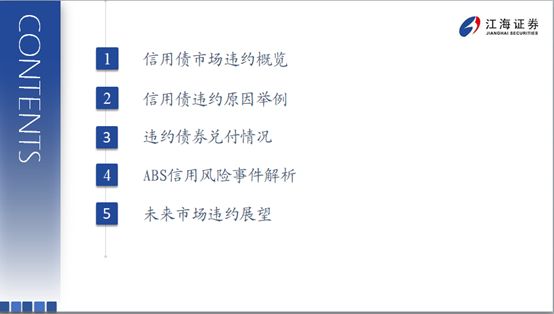 CONTENTS
江海证券
JIANGHAI SECURITIES
1 信用债市场违约概览
2 信用债违约原因举例
3 违约债券兑付情况
4 ABS信用风险事件解析
5 未来市场违约展望